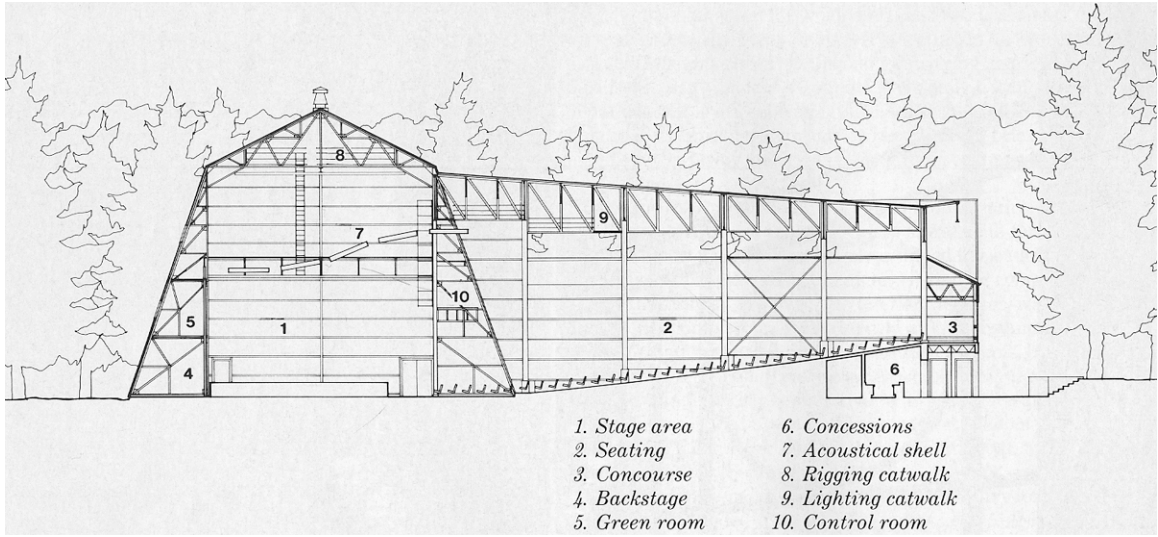 8
7
9
10
5
1
2
3
4
6
1. Stage area
2. Seating
3. Concourse
4. Backstage
5. Green room
6. Concessions
7. Acoustical shell
8. Rigging catwalk
9. Lighting catwalk
10. Control room